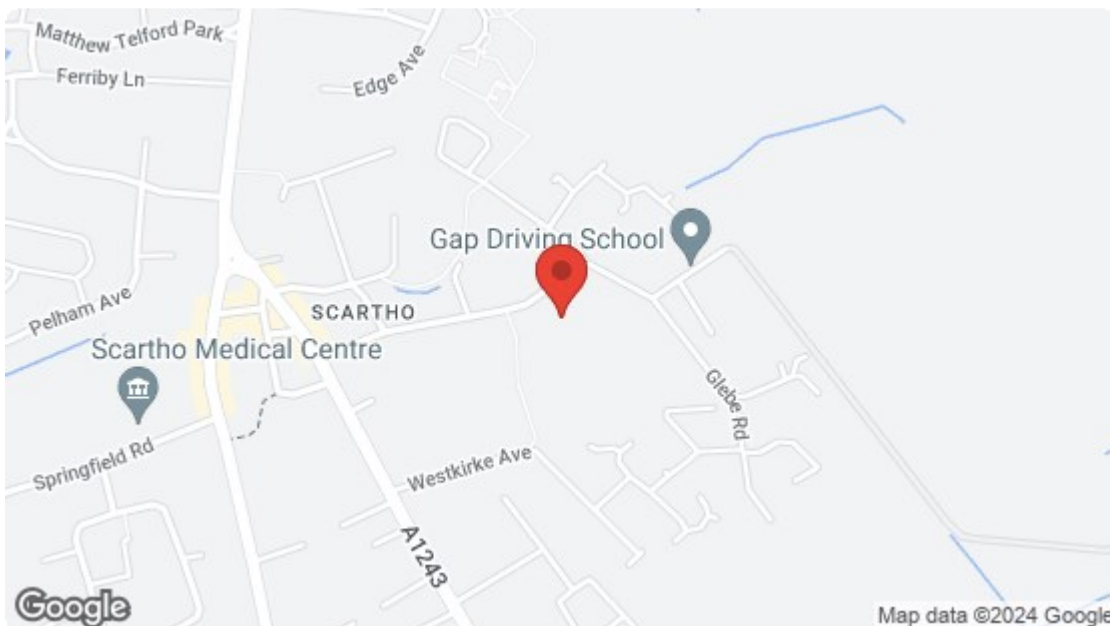 Matthew Telford Park
Ferriby Ln
Edge Ave
Gap Driving School
Pelham Ave
SCARTHO
Scartho Medical Centre
Glebe Rd
Springfield Rd
Westkirke Ave
A1243
Google
Map data ©2024 Google